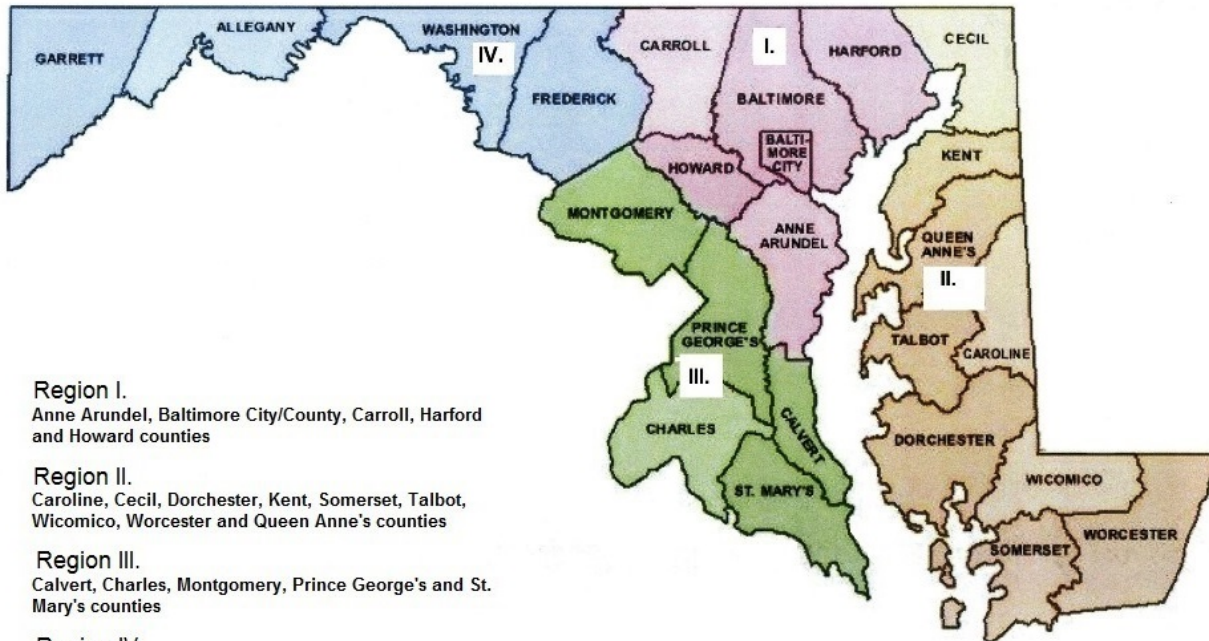 ALLEGANY
WASHINGTON
GARRETT
IV.
FREDERICK
CARROLL
I.
HARFORD
CECIL
BALTIMORE
BALTI-
MORE
CITY
HOWARD
KENT
MONTGOMERY
ANNE
ARUNDEL
QUEEN
ANNE'S
II.
PRINCE
GEORGE'S
TALBOT
CAROLINE
III.
CHARLES
CALVERT
DORCHESTER
ST. MARY'S
WICOMICO
WORCESTER
SOMERSET
Region I.
Anne Arundel, Baltimore City/County, Carroll, Harford
and Howard counties
Region II.
Caroline, Cecil, Dorchester, Kent, Somerset, Talbot,
Wicomico, Worcester and Queen Anne's counties
Region III.
Calvert, Charles, Montgomery, Prince George's and St.
Mary's counties
Region IV.